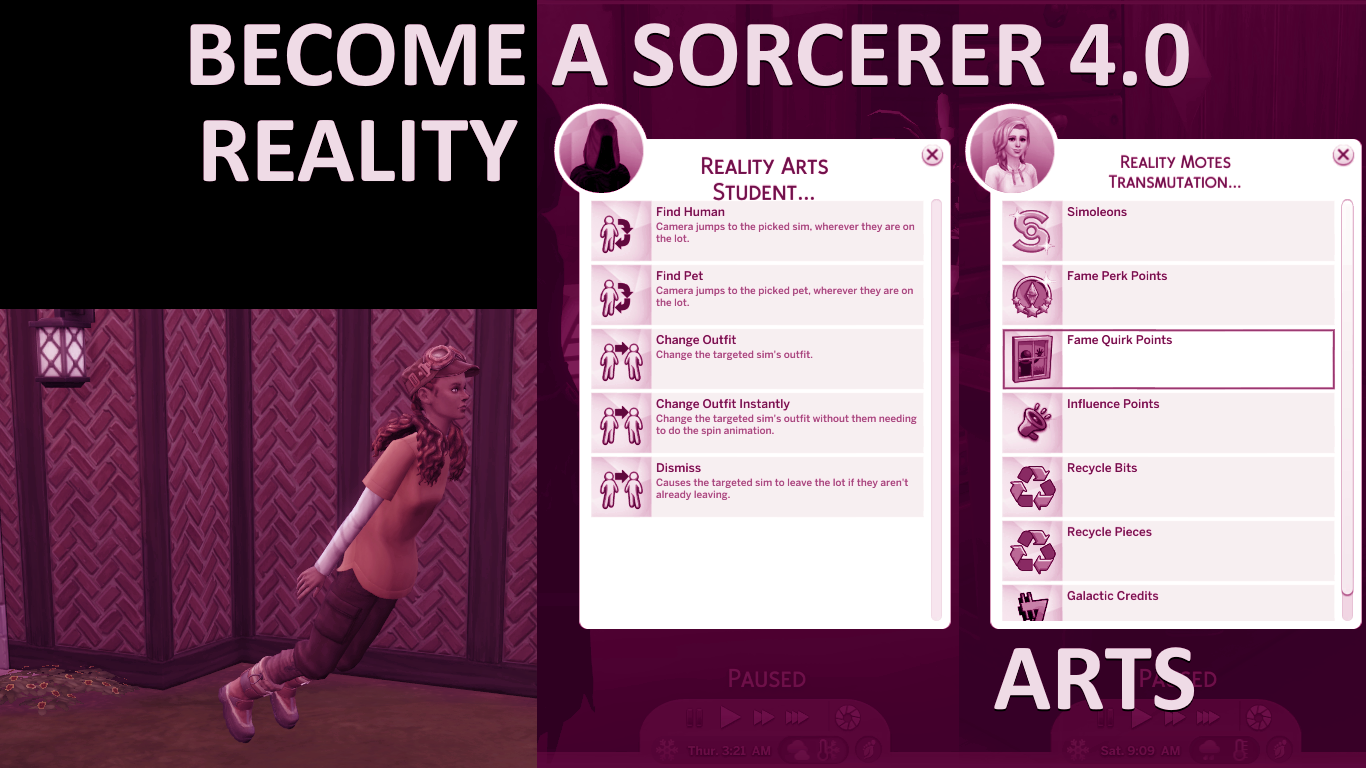 BECOME A SORCERER 4.0
REALITY
REALITY ARTS
STUDENT...
Find Human
Camera jumps to the picked sim, wherever they are on
the lot.
Find Pet
Camera jumps to the picked pet, wherever they are on
the lot.
Change Outfit
Change the targeted sim's outfit.
Change Outfit Instantly
Change the targeted sim's outfit without them needing
to do the spin animation.
Dismiss
Causes the targeted sim to leave the lot if they aren't
already leaving.
REALITY MOTES
TRANSMUTATION...
Simoleons
Fame Perk Points
Fame Quirk Points
Influence Points
Recycle Bits
Recycle Pieces
Galactic Credits
ARTS
PAUSED
Thur. 3:21 AM
PAUSED
Sat. 9:09 AM